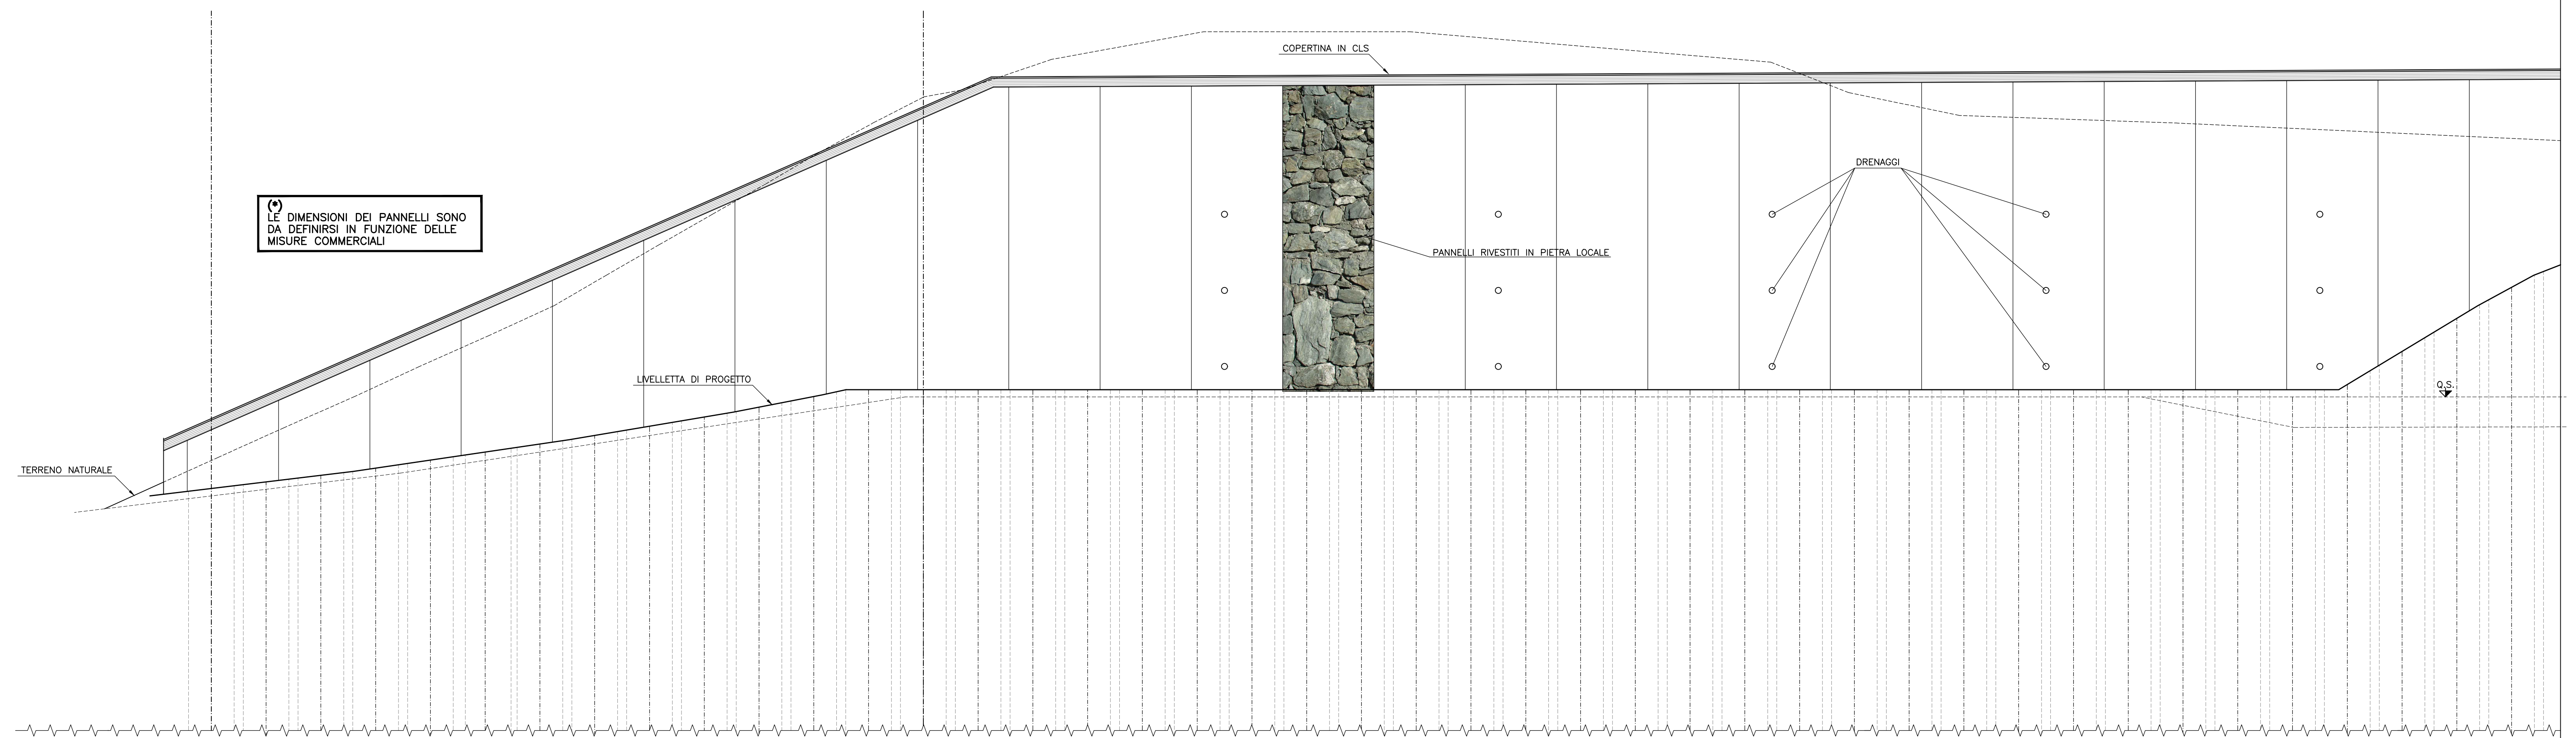 COPERTINA IN CLS
DRENAGGI
(*)
LE DIMENSIONI DEI PANNELLI SONO
DA DEFINIRSI IN FUNZIONE DELLE
MISURE COMMERCIALI
PANNELLI RIVESTITI IN PIETRA LOCALE
LIVELLETTA DI PROGETTO
Q.S.
TERRENO NATURALE